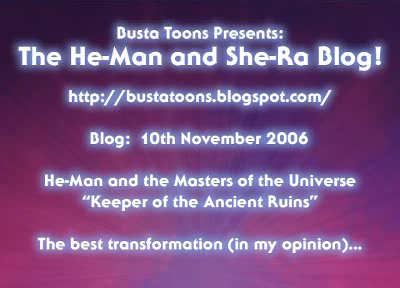 Busta Toons Presents:
The He-Man and She-Ra Blog!
http://bustatoons.blogspot.com/
Blog:  10th November 2006
He-Man and the Masters of the Universe
“Keeper of the Ancient Ruins”
The best transformation (in my opinion)...